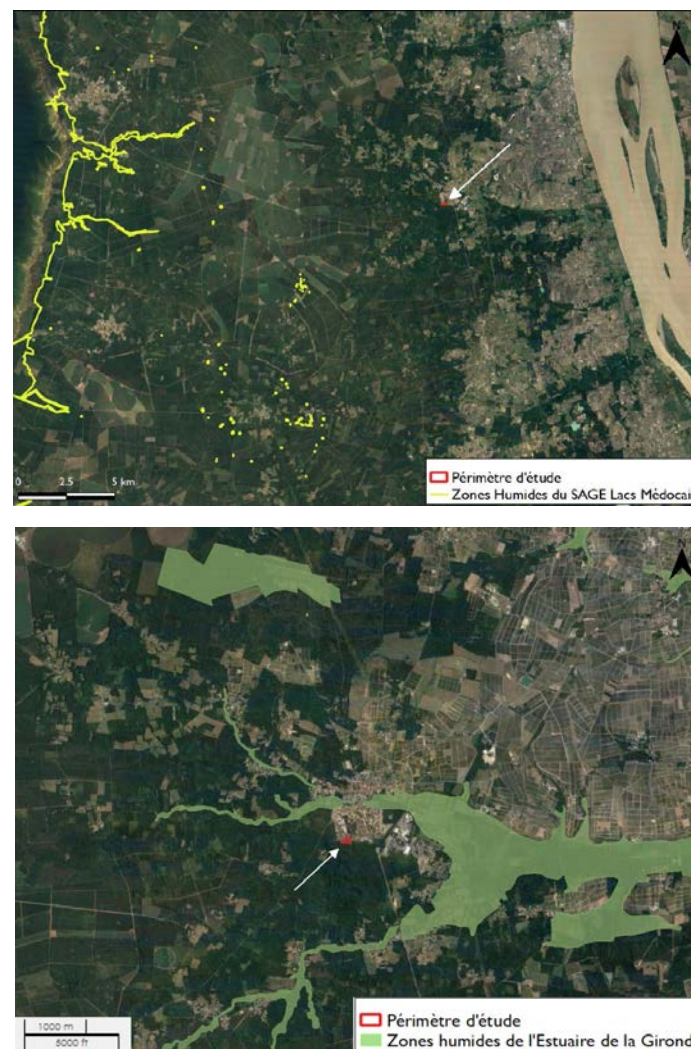 N
0 2.5 5 km
Périmètre d'étude
Zones Humides du SAGE Lacs Médocai
N
1000 m
5000 ft
Périmètre d'étude
Zones humides de l'Estuaire de la Girond